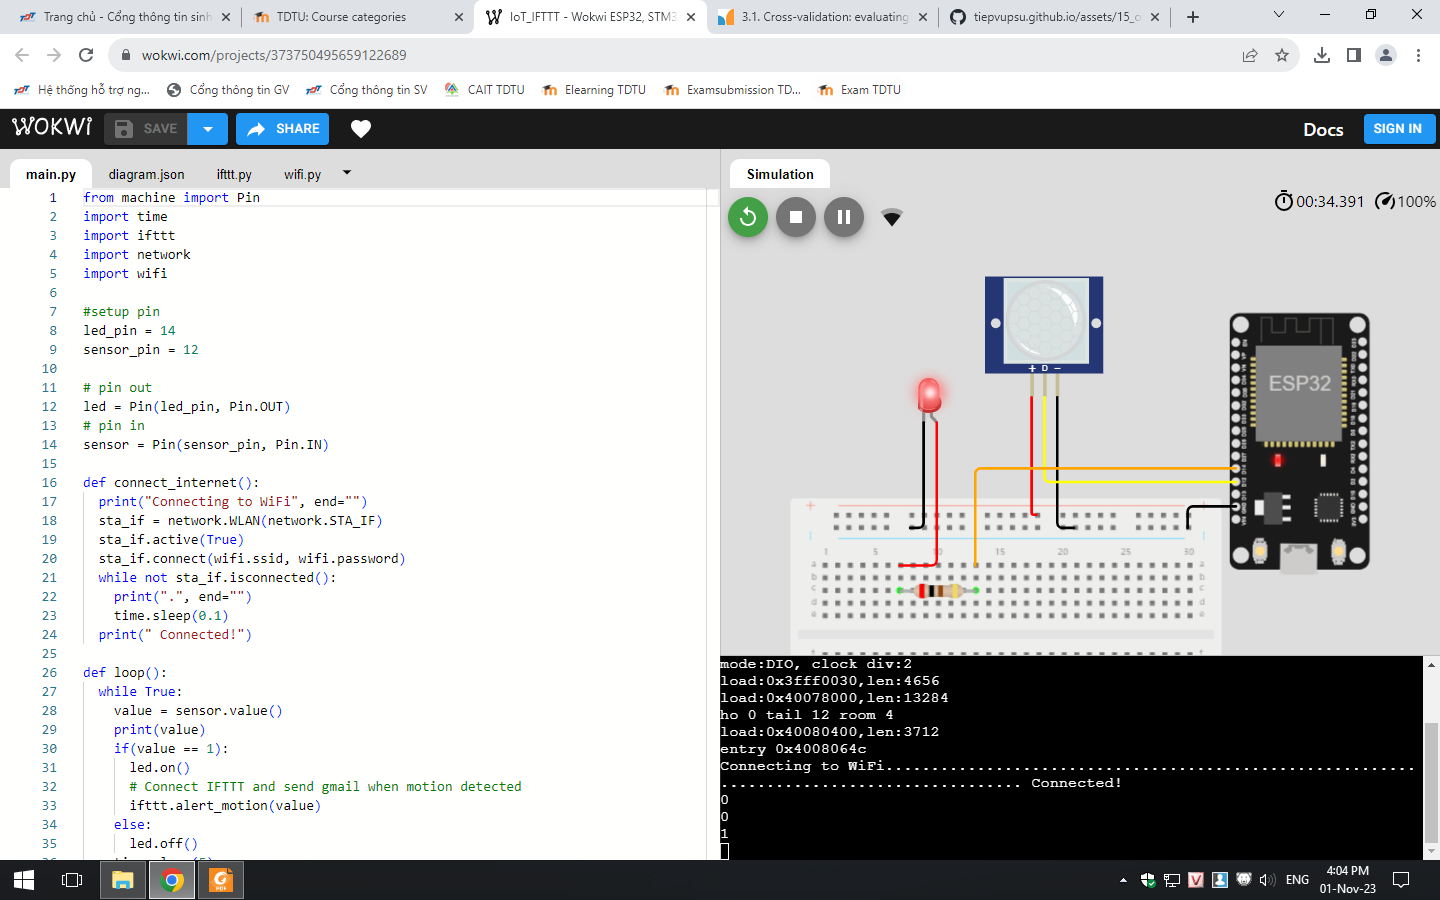 Trang chủ - Cổng thông tin sinh
TDTU: Course categories
IoT_IFTTT - Wokwi ESP32, STM3
3.1. Cross-validation: evaluating
tiepvupsu.github.io/assets/15_o
wokwi.com/projects/373750495659122689
Hệ thống hỗ trợ ng...
Cổng thông tin GV
Cổng thông tin SV
CAIT TDTU
Elearning TDTU
Examsubmission TD...
Exam TDTU
WOKWI
SAVE
SHARE
Docs
SIGN IN
main.py
diagram.json
ifttt.py
wifi.py
Simulation
00:34.391
100%
1 from machine import Pin
2 import time
3 import ifttt
4 import network
5 import wifi
6
7 #setup pin
8 led_pin = 14
9 sensor_pin = 12
10
11 # pin out
12 led = Pin(led_pin, Pin.OUT)
13 # pin in
14 sensor = Pin(sensor_pin, Pin.IN)
15
16 def connect_internet():
17 print("Connecting to WiFi", end="")
18 sta_if = network.WLAN(network.STA_IF)
19 sta_if.active(True)
20 sta_if.connect(wifi.ssid, wifi.password)
21 while not sta_if.isconnected():
22 print(".", end="")
23 time.sleep(0.1)
24 print(" Connected!")
25
26 def loop():
27 while True:
28 value = sensor.value()
29 print(value)
30 if(value == 1):
31 led.on()
32 # Connect IFTTT and send gmail when motion detected
33 ifttt.alert_motion(value)
34 else:
35 led.off()
+ D -
ESP32
1 5 10 15 20 25 30
a
b
c
d
e
mode:DIO, clock div:2
load:0x3fff0030,len:4656
load:0x40078000,len:13284
ho 0 tail 12 room 4
load:0x40080400,len:3712
entry 0x4008064c
Connecting to WiFi..........................................................
................................. Connected!
0
0
1
ENG
4:04 PM
01-Nov-23